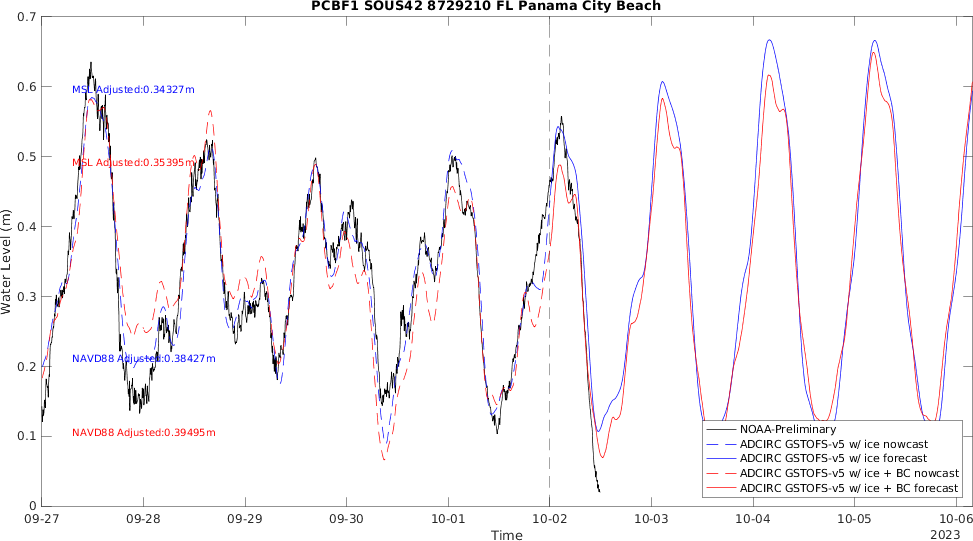 PCBF1 SOUS42 8729210 FL Panama City Beach
0.7
0.6
0.5
0.4
0.3
0.2
0.1
0
Water Level (m)
MSL Adjusted:0.34327m
MSL Adjusted:0.35395m
NAVD88 Adjusted:0.38427m
NAVD88 Adjusted:0.39495m
NOAA-Preliminary
ADCIRC GSTOFS-v5 w/ ice nowcast
ADCIRC GSTOFS-v5 w/ ice forecast
ADCIRC GSTOFS-v5 w/ ice + BC nowcast
ADCIRC GSTOFS-v5 w/ ice + BC forecast
09-27 09-28 09-29 09-30 10-01 10-02 10-03 10-04 10-05 10-06
Time
2023